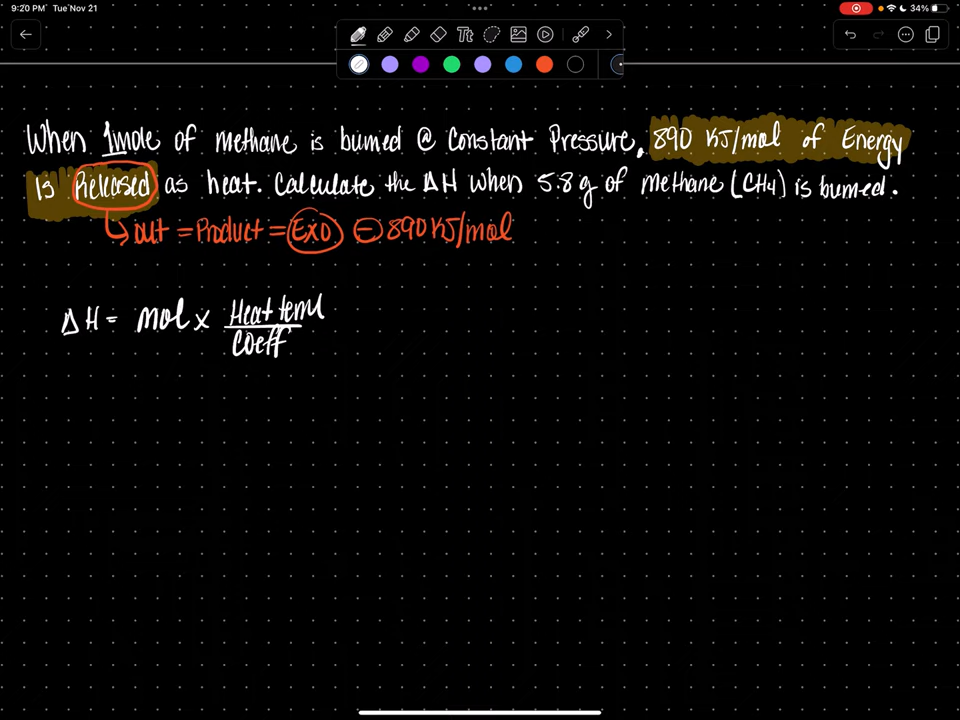 9:20 PM Tue Nov 21
34%
Tt
When 1mole of methane is burned @ Constant Pressure, 890 KJ/mol of Energy
Is Released as heat. Calculate the ΔH when 5.8g of methane (CH4) is burned.
↳ out = Product = EXO ⊖ 890 KJ/mol
ΔH = mol x Heat term
Coeff